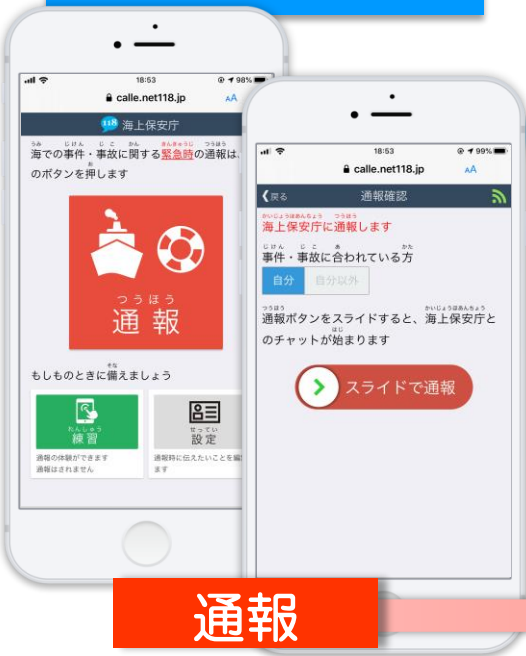 18:53
98%
calle.net118.jp
AA
118 海上保安庁
うみ じけん じこ かん きんきゅうじ つうほう
海での事件・事故に関する緊急時の通報は、
お
のボタンを押します
つうほう
通報
そな
もしものときに備えましょう
れんしゅう
練習
通報の体験ができます
通報はされません
せってい
設定
通報時に伝えたいことを編
ます
18:53
99%
calle.net118.jp
AA
戻る
通報確認
かいじょうほあんちょう つうほう
海上保安庁に通報します
じけん じこ あ かた
事件・事故に合われている方
自分
自分以外
つうほう かいじょうほあんちょう
通報ボタンをスライドすると、海上保安庁と
はじ
のチャットが始まります
スライドで通報
通報